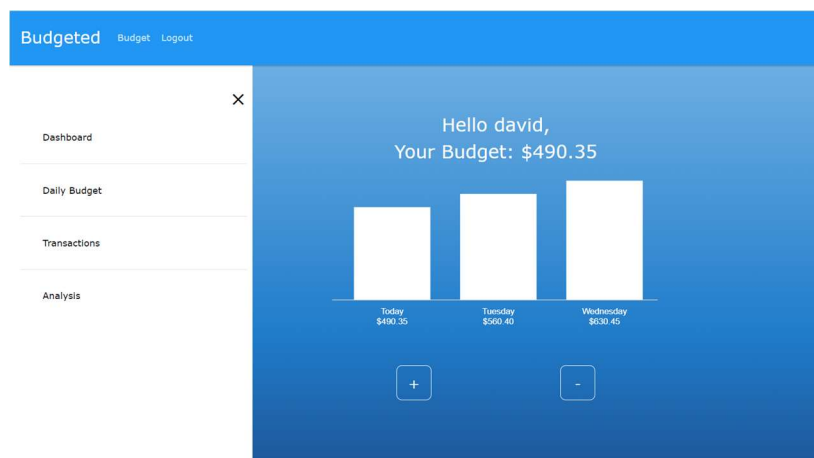 Budgeted Budget Logout
×
Dashboard
Daily Budget
Transactions
Analysis
Hello david,
Your Budget: $490.35
Today Tuesday Wednesday
$490.35 $560.40 $630.45
+ -